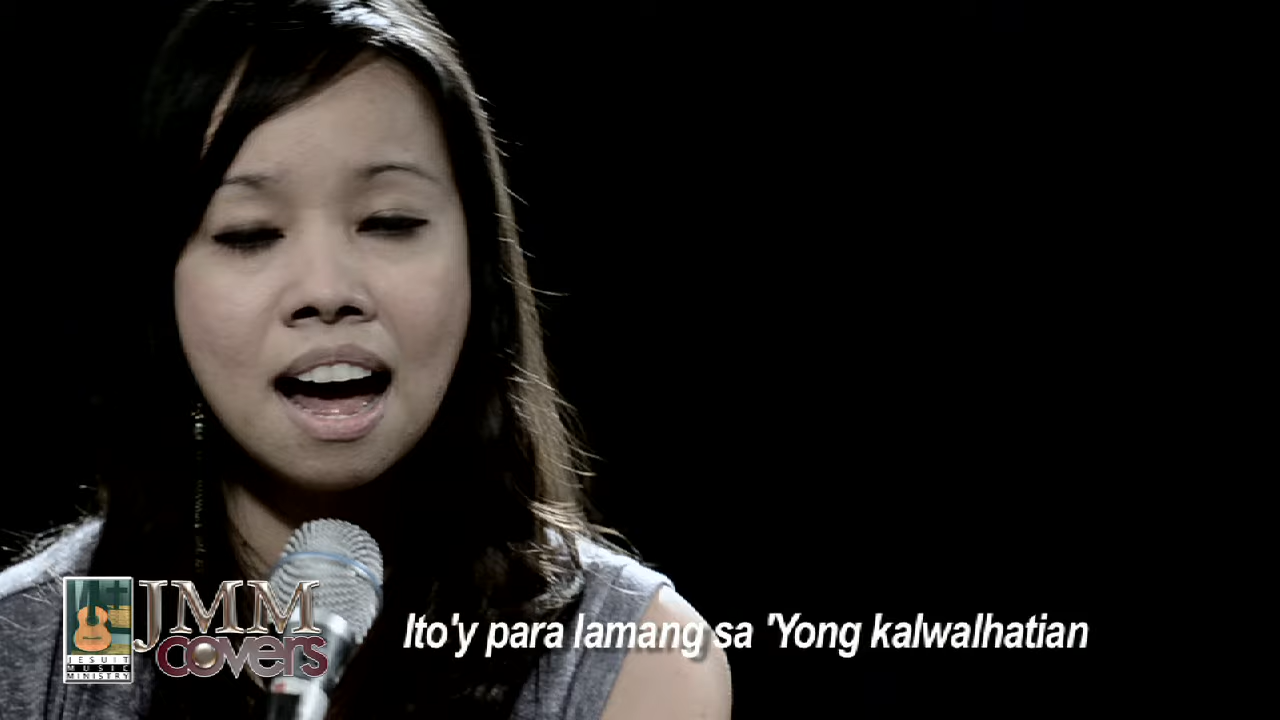 JMM
covers
JESUIT
MUSIC
MINISTRY
Ito'y para lamang sa 'Yong kalwalhatian